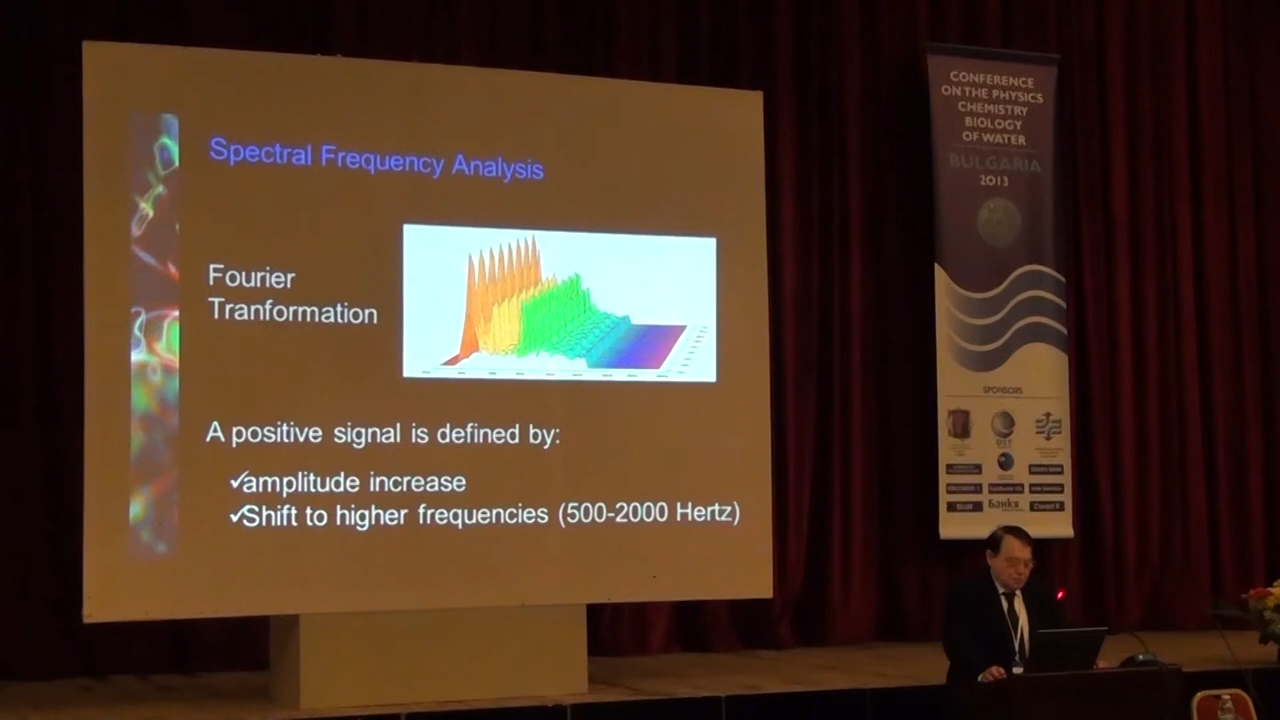 Spectral Frequency Analysis
Fourier
Tranformation
A positive signal is defined by:
✓amplitude increase
✓Shift to higher frequencies (500-2000 Hertz)
CONFERENCE
ON THE PHYSICS
CHEMISTRY
BIOLOGY
OF WATER
BULGARIA
2013
SPONSORS
Банкя